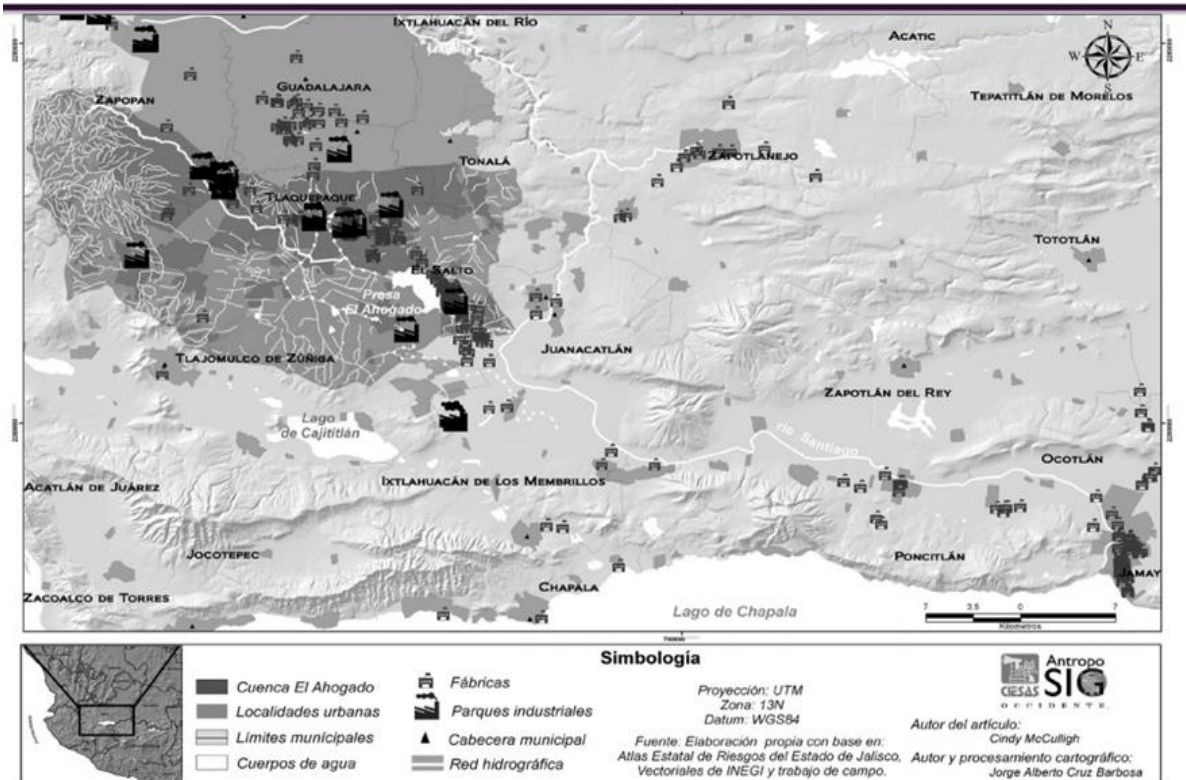 IXTLAHUACÁN DEL RÍO
ACATIC
N
W E
S
GUADALAJARA
ZAPOPAN
TEPATITLÁN DE MORELOS
TONALÁ
ZAPOTLANEJO
TLAQUEPAQUE
TOTOTLÁN
EL SALTO
Presa
El Ahogado
JUANACATLÁN
TLAJOMULCO DE ZÚÑIGA
ZAPOTLÁN DEL REY
Lago
de Cajititlán
Río Santiago
OCOTLÁN
ACATLÁN DE JUÁREZ
IXTLAHUACÁN DE LOS MEMBRILLOS
JOCOTEPEC
PONCITLÁN
JAMAY
CHAPALA
ZACOALCO DE TORRES
Lago de Chapala
7 3.5 0 7
Kilometros
Simbología
Cuenca El Ahogado
Localidades urbanas
Límites municipales
Cuerpos de agua
Fábricas
Parques industriales
Cabecera municipal
Red hidrográfica
Proyección: UTM
Zona: 13N
Datum: WGS84
Fuente: Elaboración propia con base en:
Atlas Estatal de Riesgos del Estado de Jalisco,
Vectoriales de INEGI y trabajo de campo.
CIESAS
Antropo
SIG
OCCIDENTE
Autor del artículo:
Cindy McCulligh
Autor y procesamiento cartográfico:
Jorge Alberto Cruz Barbosa